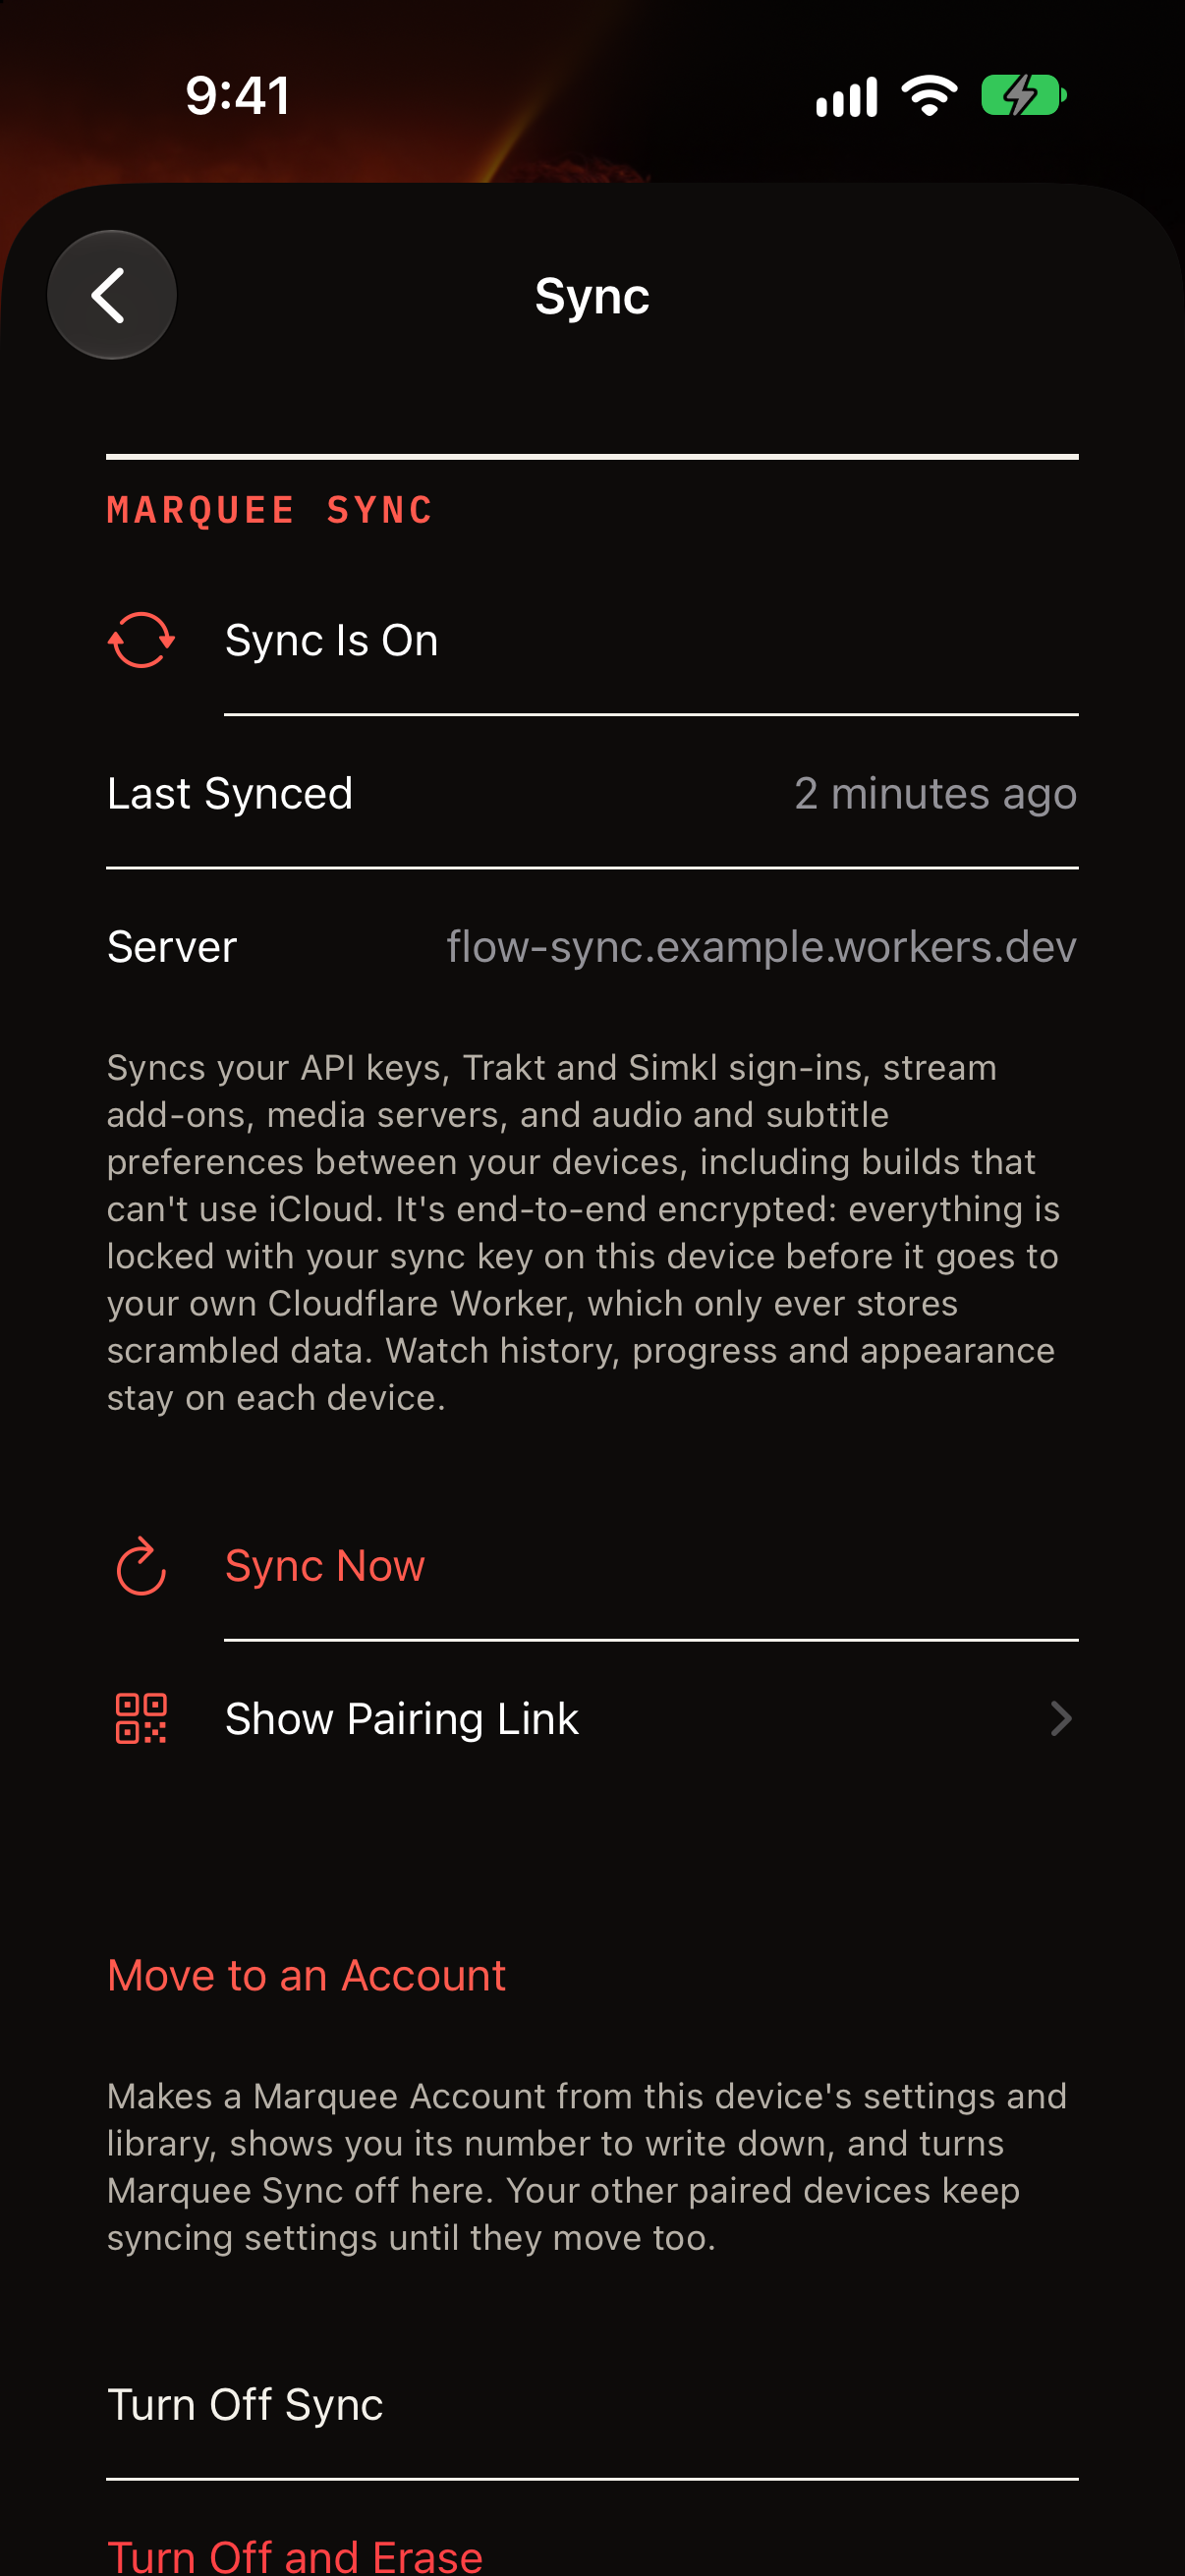 9:41
Sync
MARQUEE SYNC
Sync Is On
Last Synced 2 minutes ago
Server flow-sync.example.workers.dev
Syncs your API keys, Trakt and Simkl sign-ins, stream
add-ons, media servers, and audio and subtitle
preferences between your devices, including builds that
can't use iCloud. It's end-to-end encrypted: everything is
locked with your sync key on this device before it goes to
your own Cloudflare Worker, which only ever stores
scrambled data. Watch history, progress and appearance
stay on each device.
Sync Now
Show Pairing Link
Move to an Account
Makes a Marquee Account from this device's settings and
library, shows you its number to write down, and turns
Marquee Sync off here. Your other paired devices keep
syncing settings until they move too.
Turn Off Sync
Turn Off and Erase